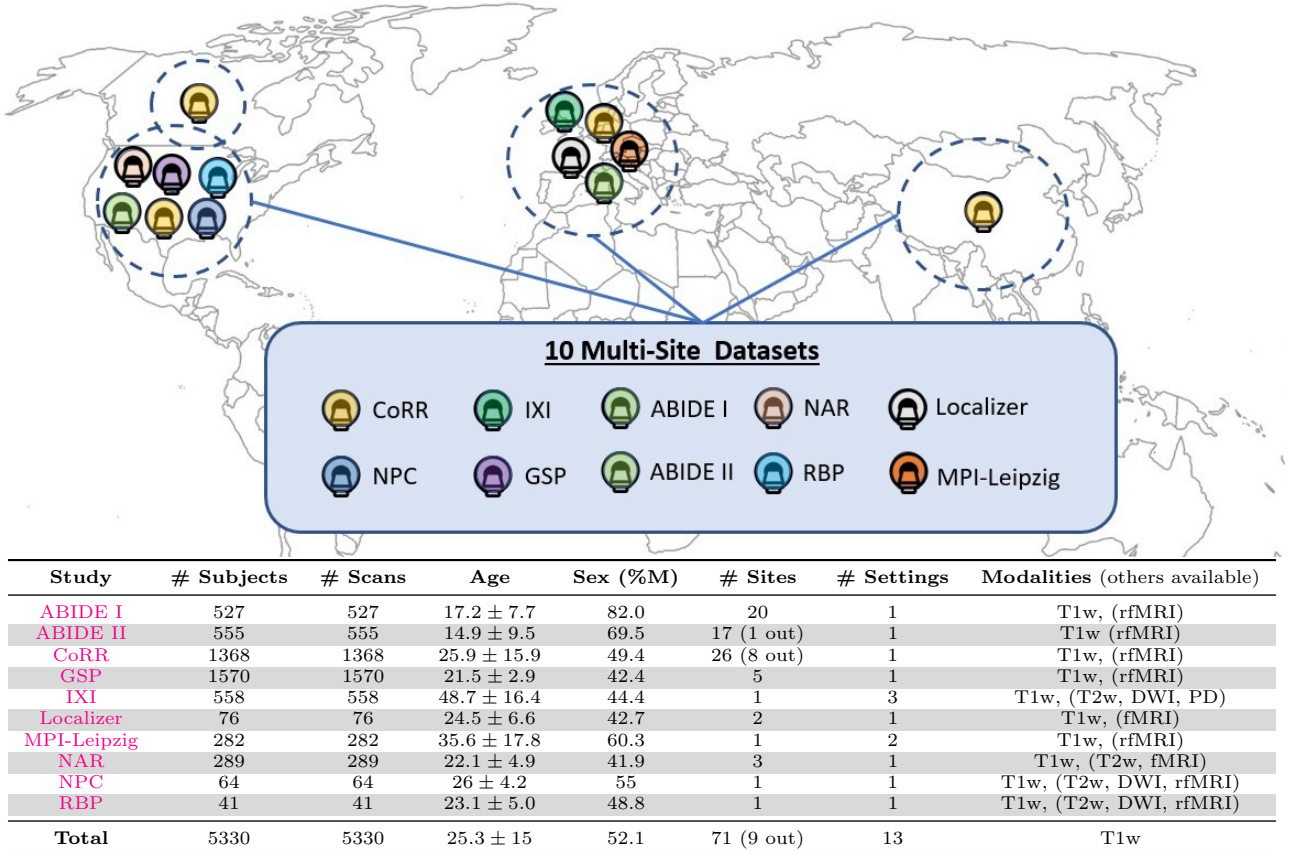 10 Multi-Site Datasets
CoRR IXI ABIDE I NAR Localizer
NPC GSP ABIDE II RBP MPI-Leipzig
Study # Subjects # Scans Age Sex (%M) # Sites # Settings Modalities (others available)
ABIDE I 527 527 17.2 ± 7.7 82.0 20 1 T1w, (rfMRI)
ABIDE II 555 555 14.9 ± 9.5 69.5 17 (1 out) 1 T1w (rfMRI)
CoRR 1368 1368 25.9 ± 15.9 49.4 26 (8 out) 1 T1w, (rfMRI)
GSP 1570 1570 21.5 ± 2.9 42.4 5 1 T1w, (rfMRI)
IXI 558 558 48.7 ± 16.4 44.4 1 3 T1w, (T2w, DWI, PD)
Localizer 76 76 24.5 ± 6.6 42.7 2 1 T1w, (fMRI)
MPI-Leipzig 282 282 35.6 ± 17.8 60.3 1 2 T1w, (rfMRI)
NAR 289 289 22.1 ± 4.9 41.9 3 1 T1w, (T2w, fMRI)
NPC 64 64 26 ± 4.2 55 1 1 T1w, (T2w, DWI, rfMRI)
RBP 41 41 23.1 ± 5.0 48.8 1 1 T1w, (T2w, DWI, rfMRI)
Total 5330 5330 25.3 ± 15 52.1 71 (9 out) 13 T1w